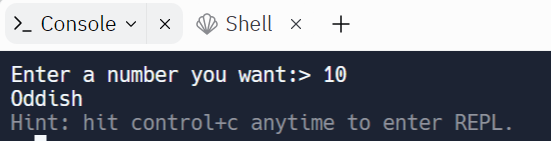 Console
Shell
Enter a number you want:> 10
Oddish
Hint: hit control+c anytime to enter REPL.